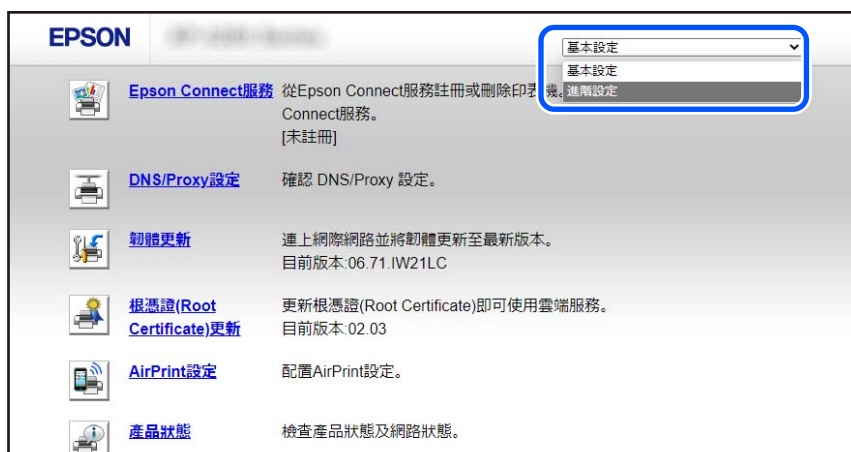 EPSON
基本設定
基本設定
進階設定
Epson Connect服務
從Epson Connect服務註冊或刪除印表機。
Connect服務。
[未註冊]
DNS/Proxy設定
確認 DNS/Proxy 設定。
韌體更新
連上網際網路並將韌體更新至最新版本。
目前版本:06.71.IW21LC
根憑證(Root
Certificate)更新
更新根憑證(Root Certificate)即可使用雲端服務。
目前版本:02.03
AirPrint設定
配置AirPrint設定。
產品狀態
檢查產品狀態及網路狀態。